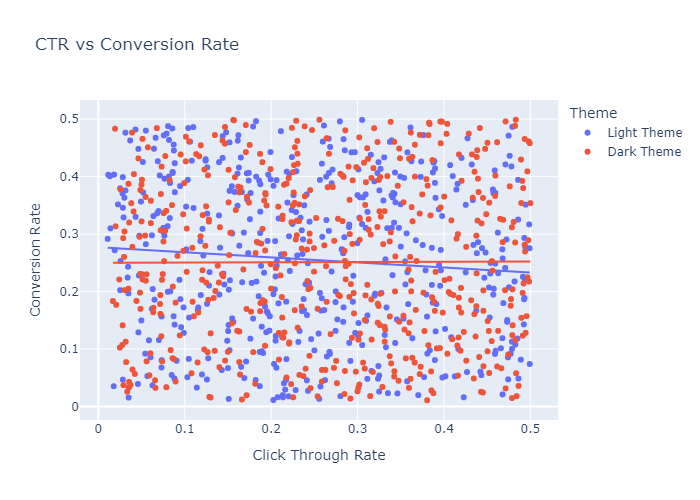 CTR vs Conversion Rate
Theme
Light Theme
Dark Theme
Conversion Rate
0.5
0.4
0.3
0.2
0.1
0
0
0.1
0.2
0.3
0.4
0.5
Click Through Rate